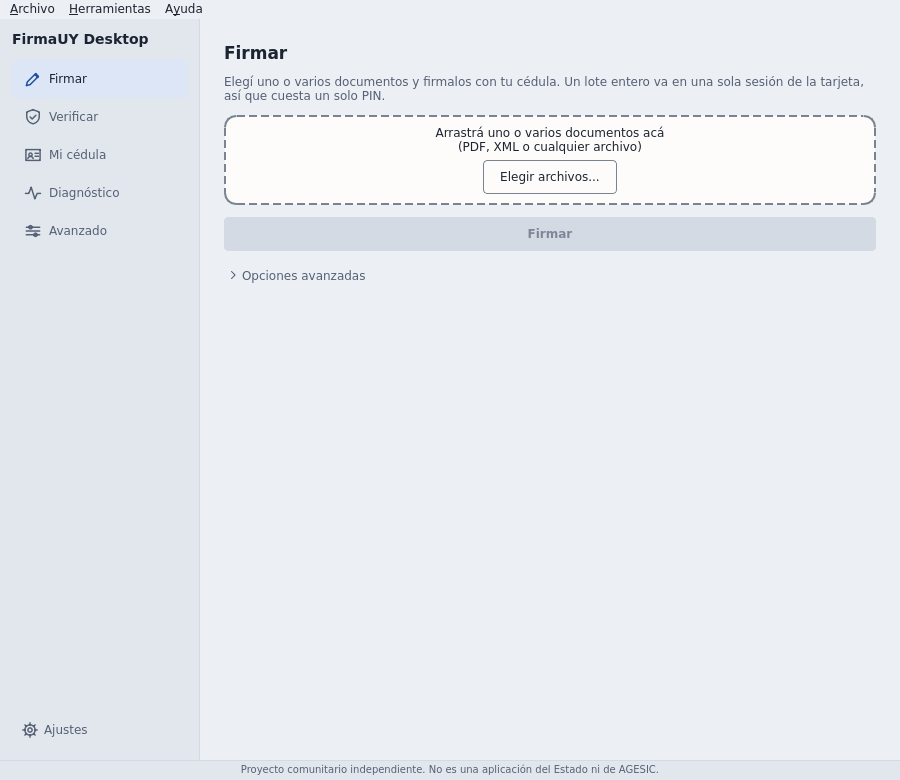 Archivo Herramientas Ayuda
FirmaUY Desktop
Firmar
Verificar
Mi cédula
Diagnóstico
Avanzado
Ajustes
Firmar
Elegí uno o varios documentos y firmalos con tu cédula. Un lote entero va en una sola sesión de la tarjeta,
así que cuesta un solo PIN.
Arrastrá uno o varios documentos acá
(PDF, XML o cualquier archivo)
Elegir archivos...
Firmar
Opciones avanzadas
Proyecto comunitario independiente. No es una aplicación del Estado ni de AGESIC.